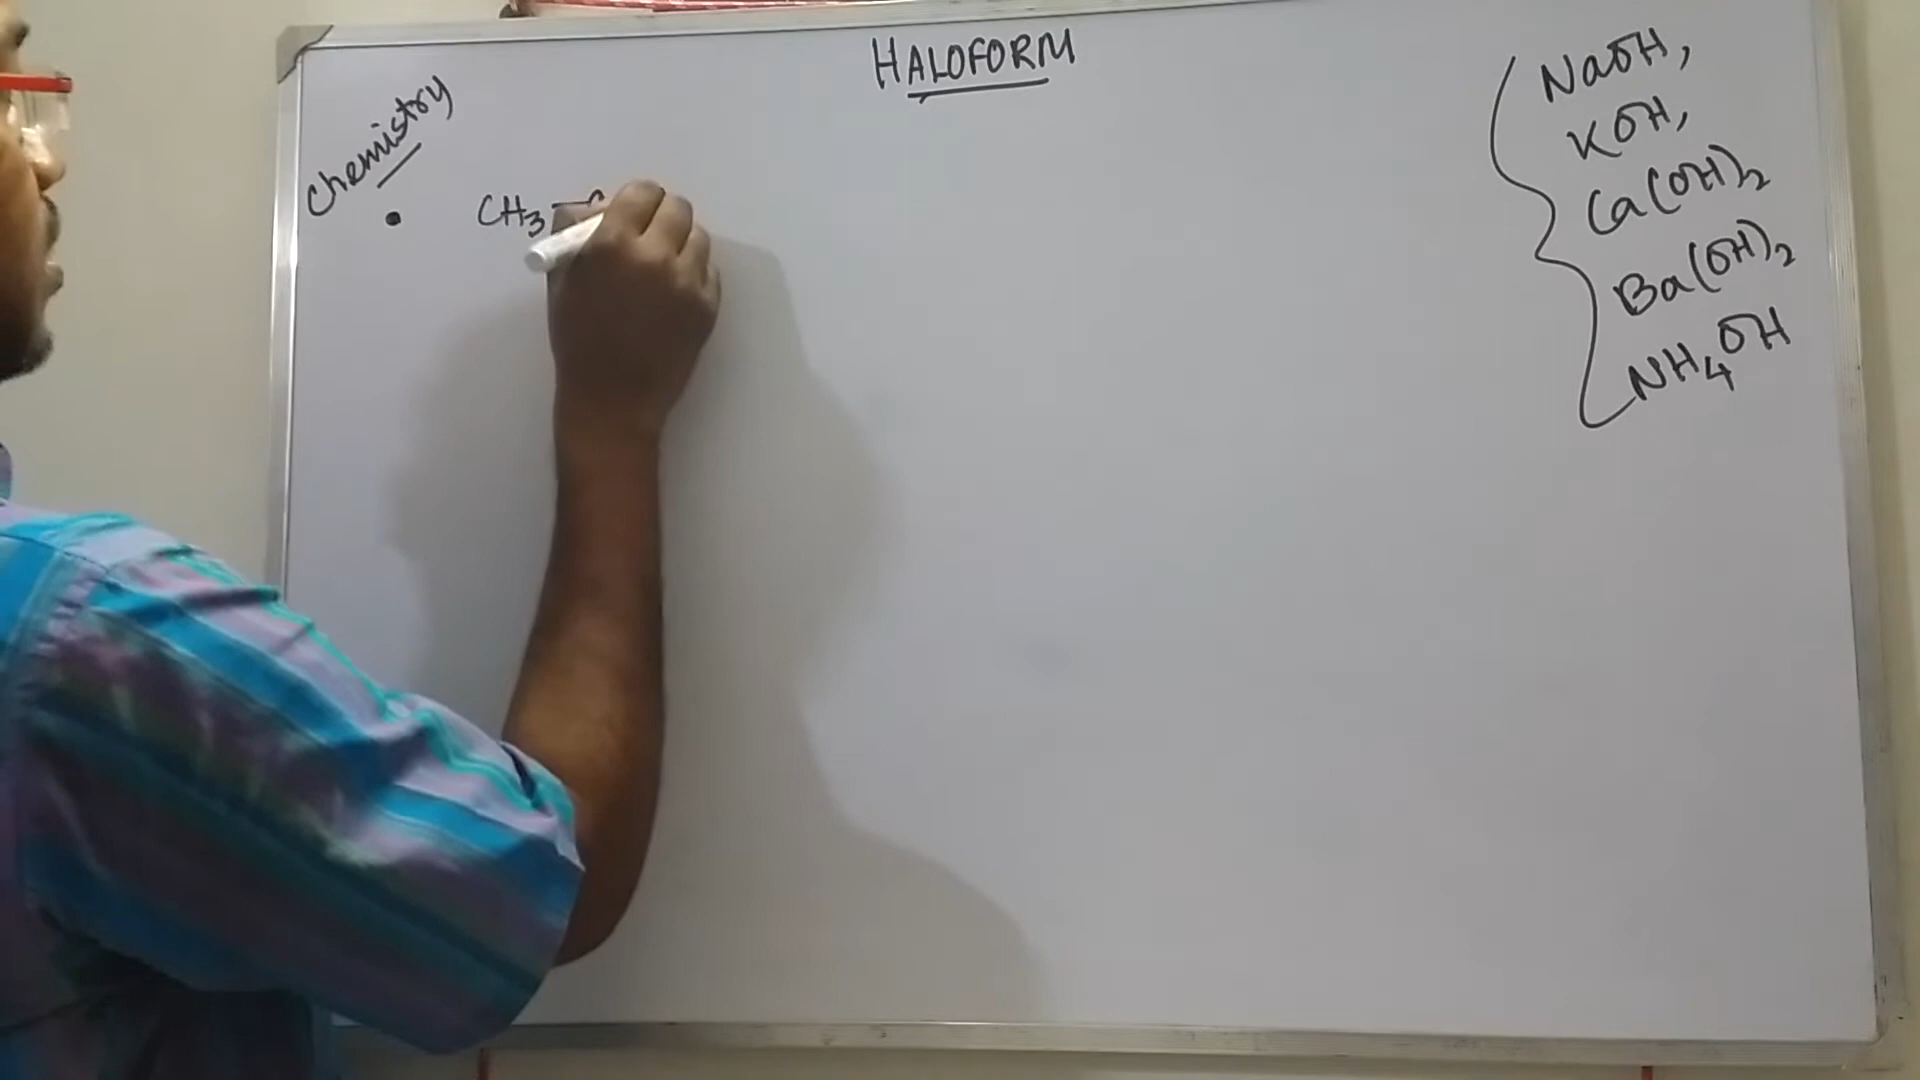 HALOFORM
Chemistry
CH3 –
NaOH,
KOH,
Ca(OH)2
Ba(OH)2
NH4OH